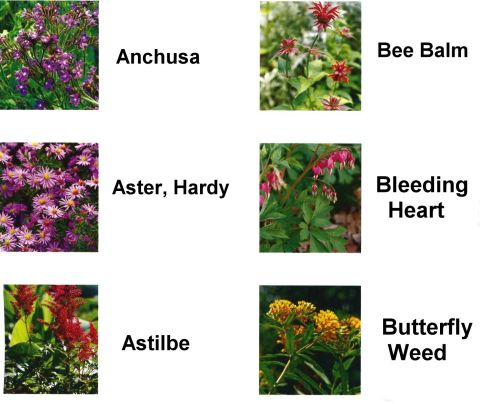 Anchusa
Bee Balm
Aster, Hardy
Bleeding
Heart
Astilbe
Butterfly
Weed